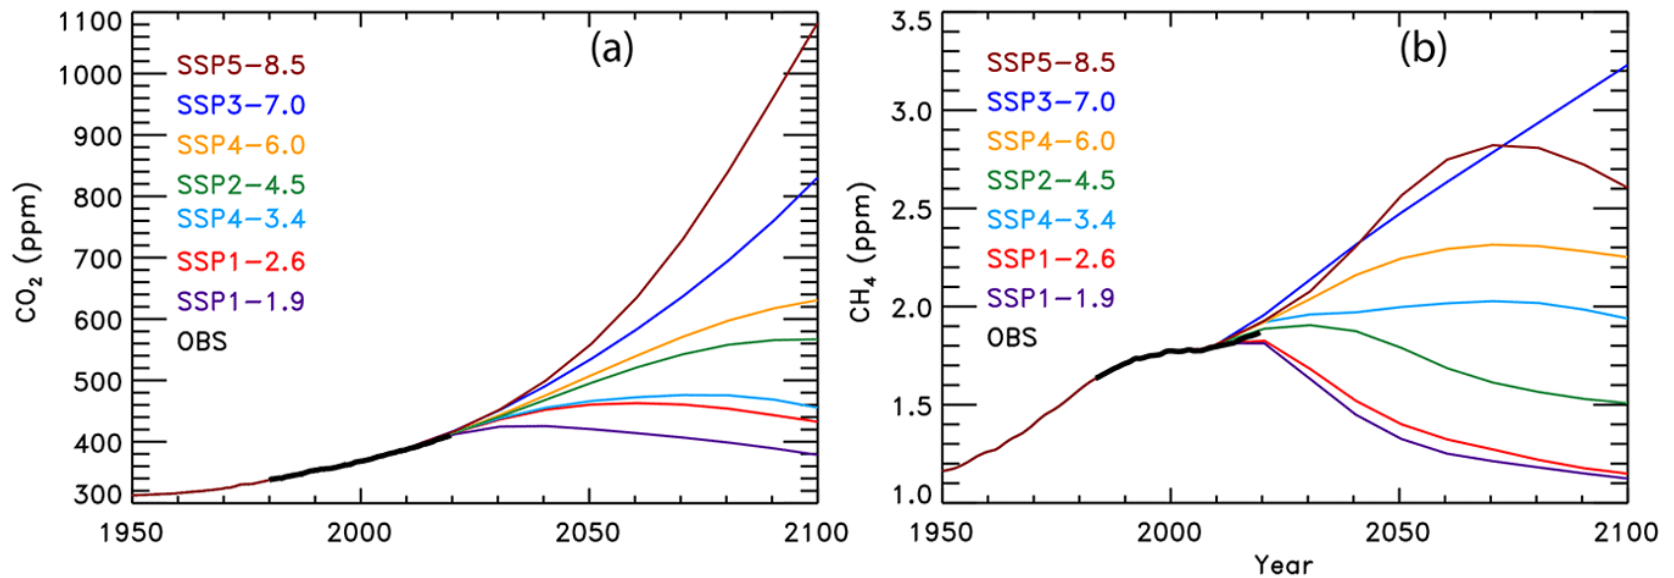 (a)
CO2 (ppm)
1100
1000
900
800
700
600
500
400
300
SSP5-8.5
SSP3-7.0
SSP4-6.0
SSP2-4.5
SSP4-3.4
SSP1-2.6
SSP1-1.9
OBS
1950
2000
2050
2100
(b)
CH4 (ppm)
3.5
3.0
2.5
2.0
1.5
1.0
SSP5-8.5
SSP3-7.0
SSP4-6.0
SSP2-4.5
SSP4-3.4
SSP1-2.6
SSP1-1.9
OBS
1950
2000
2050
2100
Year